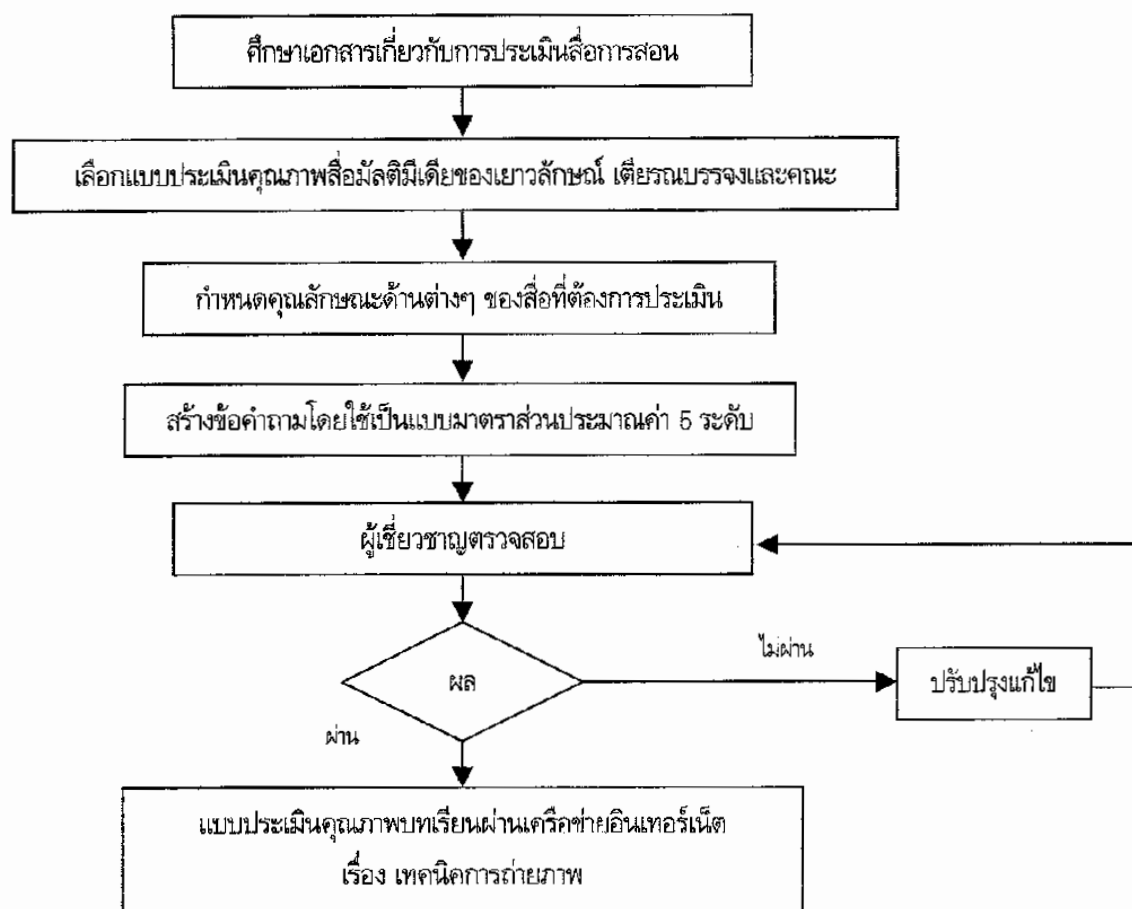 ศึกษาเอกสารเกี่ยวกับการประเมินสื่อการสอน
เลือกแบบประเมินคุณภาพสื่อมัลติมีเดียของเยาวลักษณ์ เตียรณบรรจงและคณะ
กำหนดคุณลักษณะด้านต่างๆ ของสื่อที่ต้องการประเมิน
สร้างข้อคำถามโดยใช้เป็นแบบมาตราส่วนประมาณค่า 5 ระดับ
ผู้เชี่ยวชาญตรวจสอบ
ผล
ไม่ผ่าน
ปรับปรุงแก้ไข
ผ่าน
แบบประเมินคุณภาพบทเรียนผ่านเครือข่ายอินเทอร์เน็ต
เรื่อง เทคนิคการถ่ายภาพ